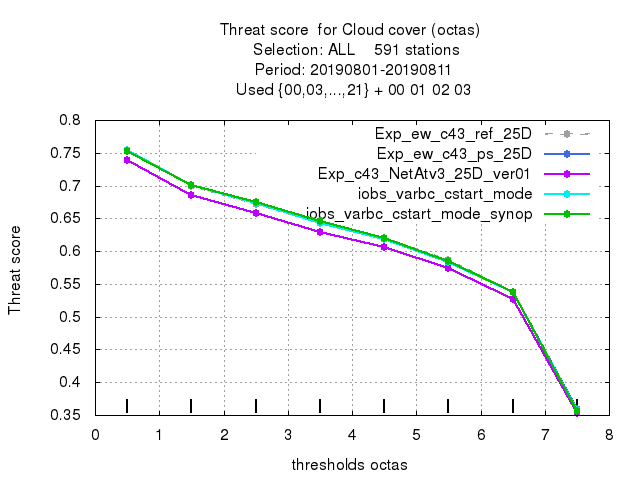 Threat score  for Cloud cover (octas)
Selection: ALL    591 stations
Period: 20190801-20190811
Used {00,03,...,21} + 00 01 02 03
Exp_ew_c43_ref_25D
Exp_ew_c43_ps_25D
Exp_c43_NetAtv3_25D_ver01
iobs_varbc_cstart_mode
iobs_varbc_cstart_mode_synop
0.8
0.75
0.7
0.65
0.6
0.55
0.5
0.45
0.4
0.35
Threat score
0 1 2 3 4 5 6 7 8
thresholds octas